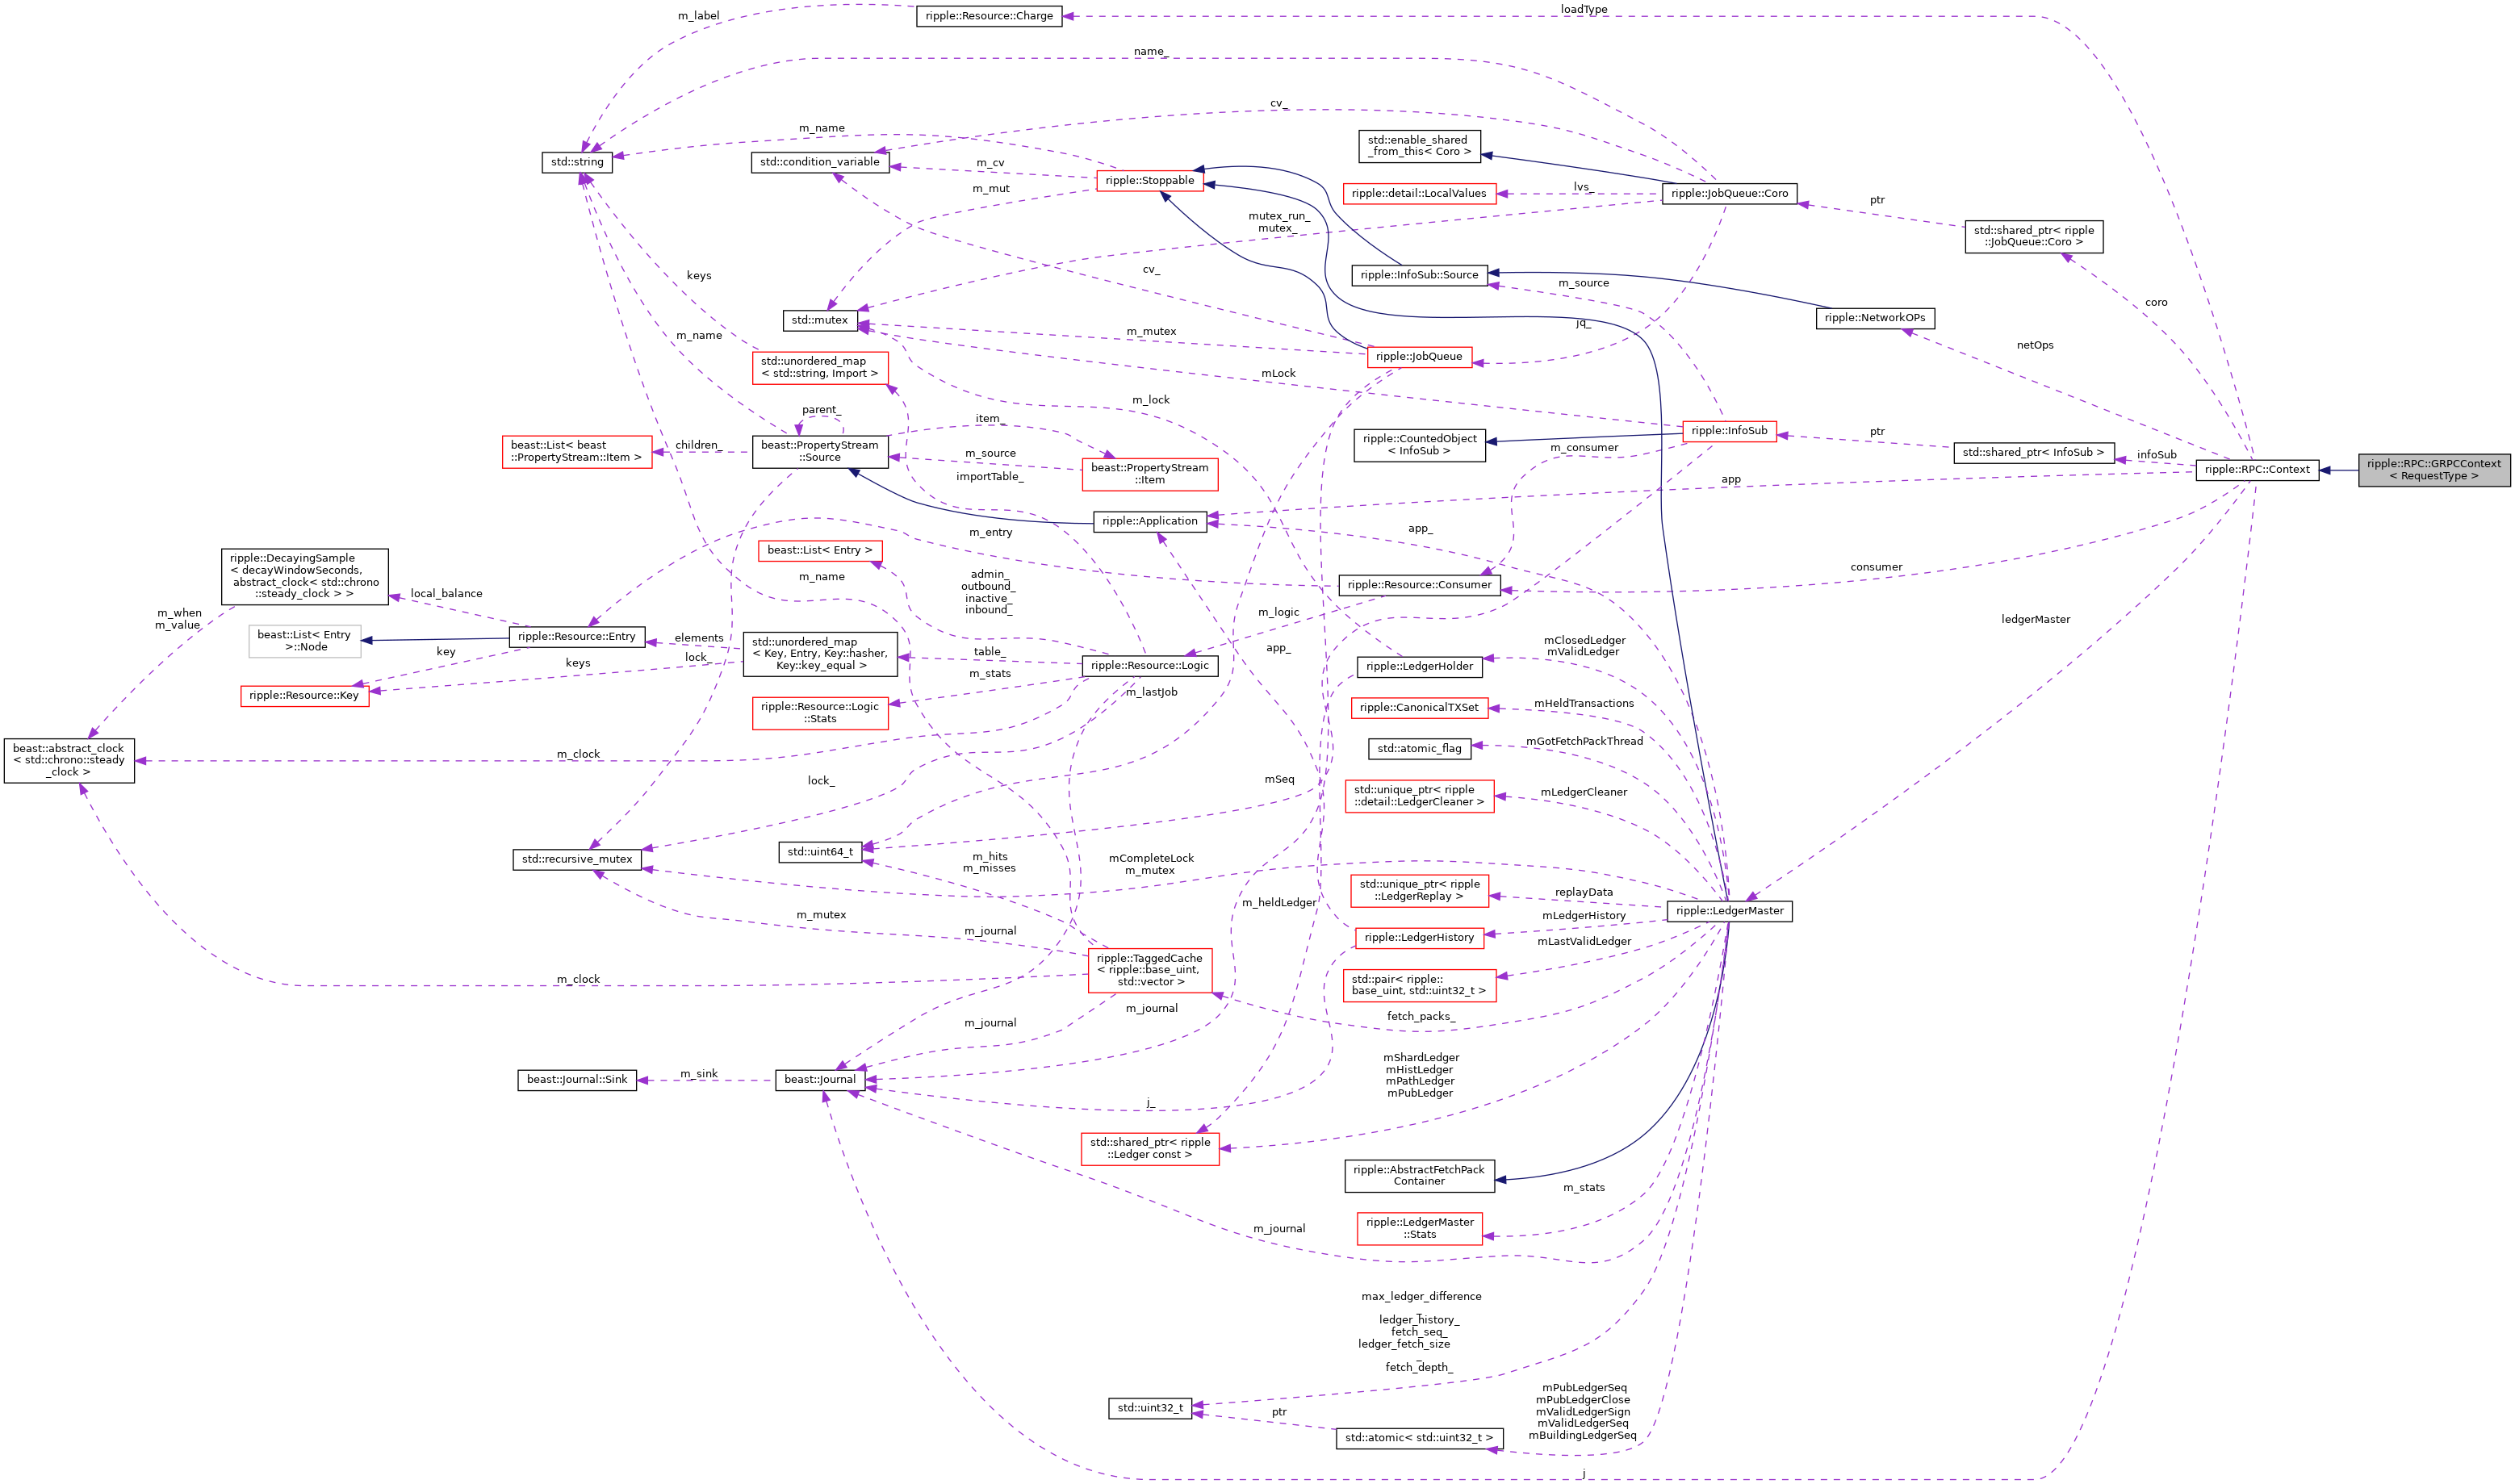 loadType
ripple::Resource::Charge
m_label
name_
cv_
m_name
std::string
std::condition_variable
m_cv
std::enable_shared
_from_this< Coro >
ripple::Stoppable
m_mut
ripple::detail::LocalValues
lvs_
ripple::JobQueue::Coro
ptr
std::shared_ptr< ripple
::JobQueue::Coro >
mutex_run_
mutex_
keys
cv_
ripple::InfoSub::Source
m_source
coro
std::mutex
m_name
m_mutex
jq_
ripple::NetworkOPs
netOps
std::unordered_map
< std::string, Import >
ripple::JobQueue
mLock
m_lock
parent_
item_
beast::List< beast
::PropertyStream::Item >
children_
beast::PropertyStream
::Source
m_source
beast::PropertyStream
::Item
importTable_
ripple::CountedObject
< InfoSub >
ripple::InfoSub
ptr
std::shared_ptr< InfoSub >
infoSub
ripple::RPC::Context
ripple::RPC::GRPCContext
< RequestType >
m_consumer
app
ripple::Application
app_
m_entry
beast::List< Entry >
ripple::DecayingSample
< decayWindowSeconds,
abstract_clock< std::chrono
::steady_clock > >
local_balance
m_name
admin_
outbound_
inactive_
inbound_
ripple::Resource::Consumer
consumer
m_when
m_value
m_logic
beast::List< Entry
>::Node
ripple::Resource::Entry
elements
std::unordered_map
< Key, Entry, Key::hasher,
Key::key_equal >
key
keys
lock_
table_
ripple::Resource::Logic
app_
ripple::LedgerHolder
mClosedLedger
mValidLedger
ledgerMaster
ripple::Resource::Key
m_stats
m_lastJob
ripple::Resource::Logic
::Stats
ripple::CanonicalTXSet
mHeldTransactions
beast::abstract_clock
< std::chrono::steady
_clock >
m_clock
std::atomic_flag
mGotFetchPackThread
lock_
mSeq
std::unique_ptr< ripple
::detail::LedgerCleaner >
mLedgerCleaner
std::recursive_mutex
std::uint64_t
m_hits
m_misses
mCompleteLock
m_mutex
std::unique_ptr< ripple
::LedgerReplay >
replayData
ripple::LedgerMaster
m_mutex
m_heldLedger
mLedgerHistory
m_journal
ripple::LedgerHistory
mLastValidLedger
ripple::TaggedCache
< ripple::base_uint,
std::vector >
m_clock
std::pair< ripple::
base_uint, std::uint32_t >
m_journal
m_journal
fetch_packs_
beast::Journal::Sink
m_sink
beast::Journal
mShardLedger
mHistLedger
mPathLedger
mPubLedger
j_
std::shared_ptr< ripple
::Ledger const >
ripple::AbstractFetchPack
Container
m_stats
m_journal
ripple::LedgerMaster
::Stats
max_ledger_difference
_
ledger_history_
fetch_seq_
ledger_fetch_size
_
fetch_depth_
std::uint32_t
ptr
std::atomic< std::uint32_t >
mPubLedgerSeq
mPubLedgerClose
mValidLedgerSign
mValidLedgerSeq
mBuildingLedgerSeq
j